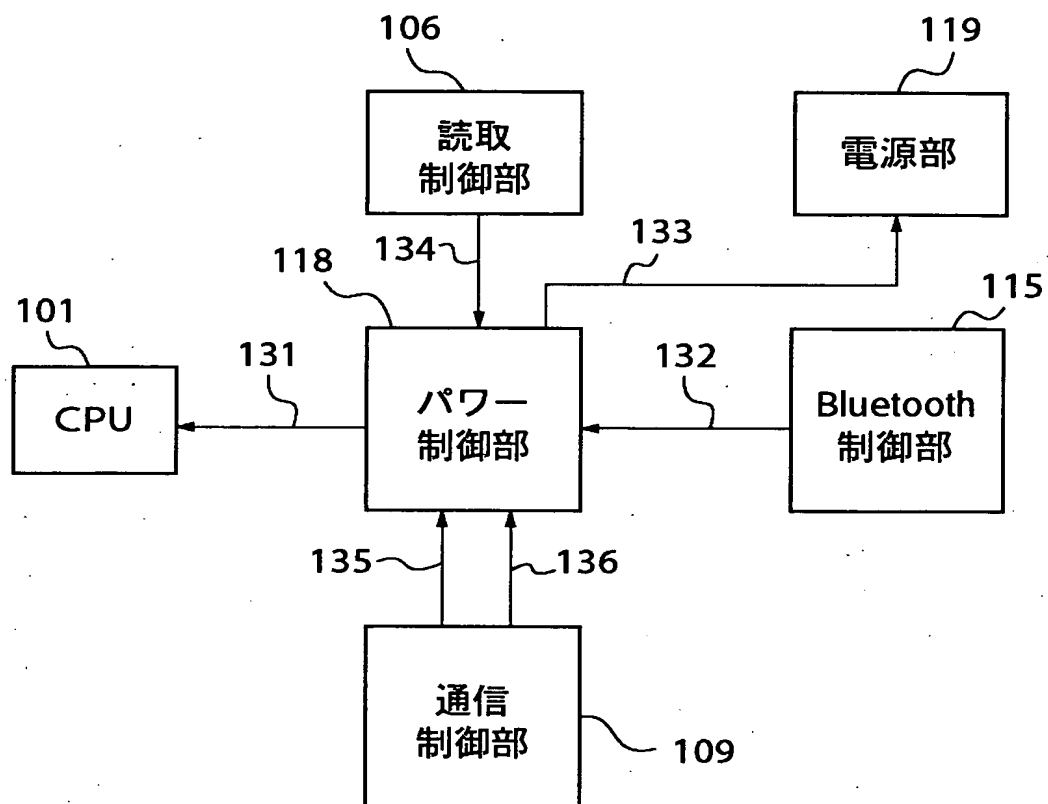 106
119
読取
制御部
電源部
134
133
118
115
101
131
132
CPU
パワー
制御部
Bluetooth
制御部
135
136
通信
制御部
109